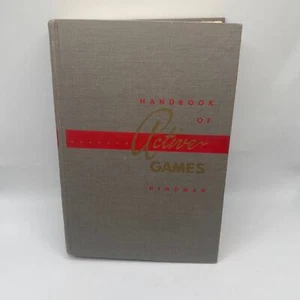 HANDBOOK
OF
Active
GAMES
HINDMAN